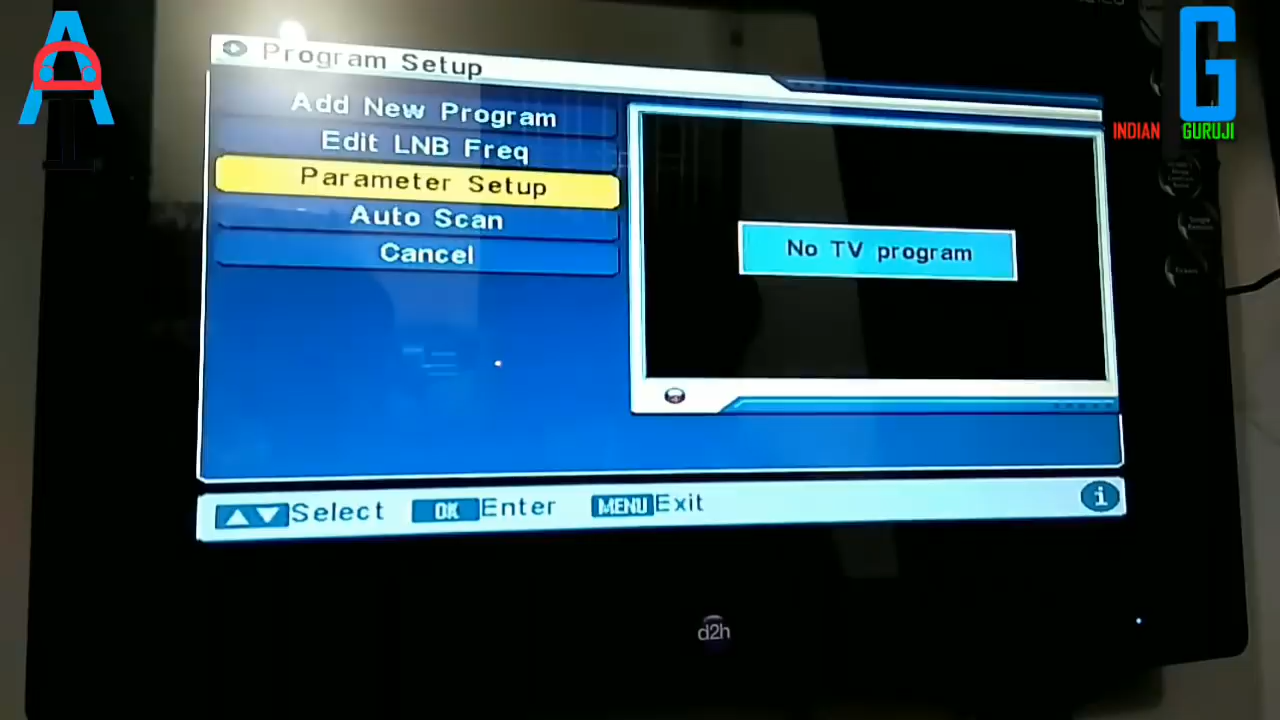 Program Setup
Add New Program
Edit LNB Freq
Parameter Setup
Auto Scan
Cancel
No TV program
Select OK Enter MENU Exit
d2h
A
G
INDIAN GURUJI